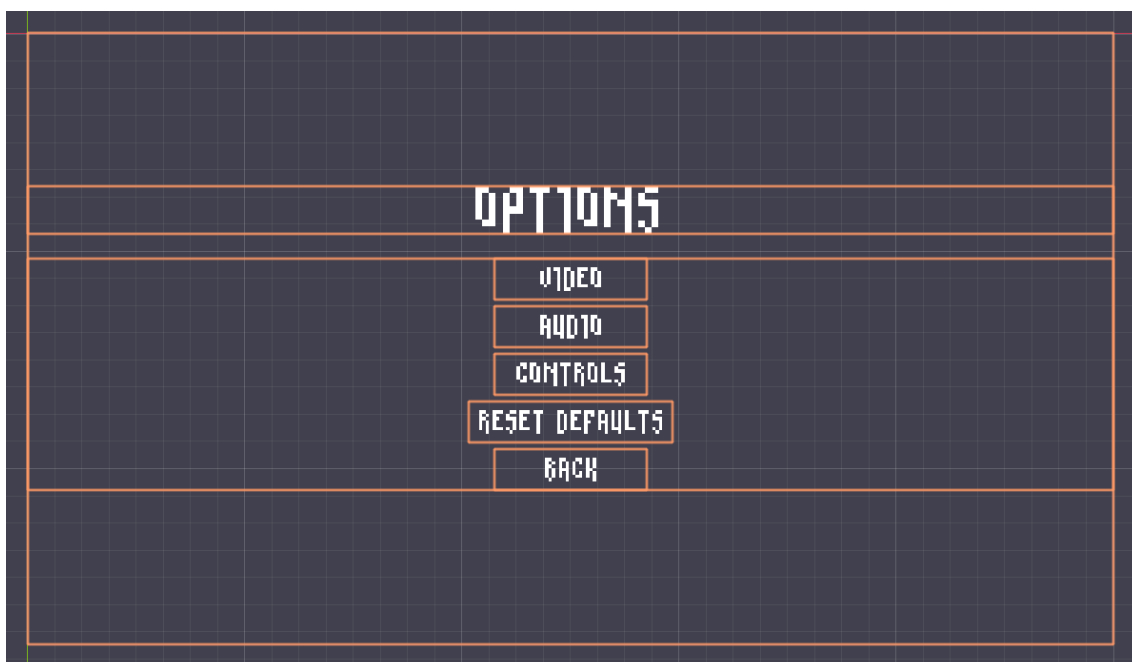 OPTIONS
VIDEO
AUDIO
CONTROLS
RESET DEFAULTS
BACK